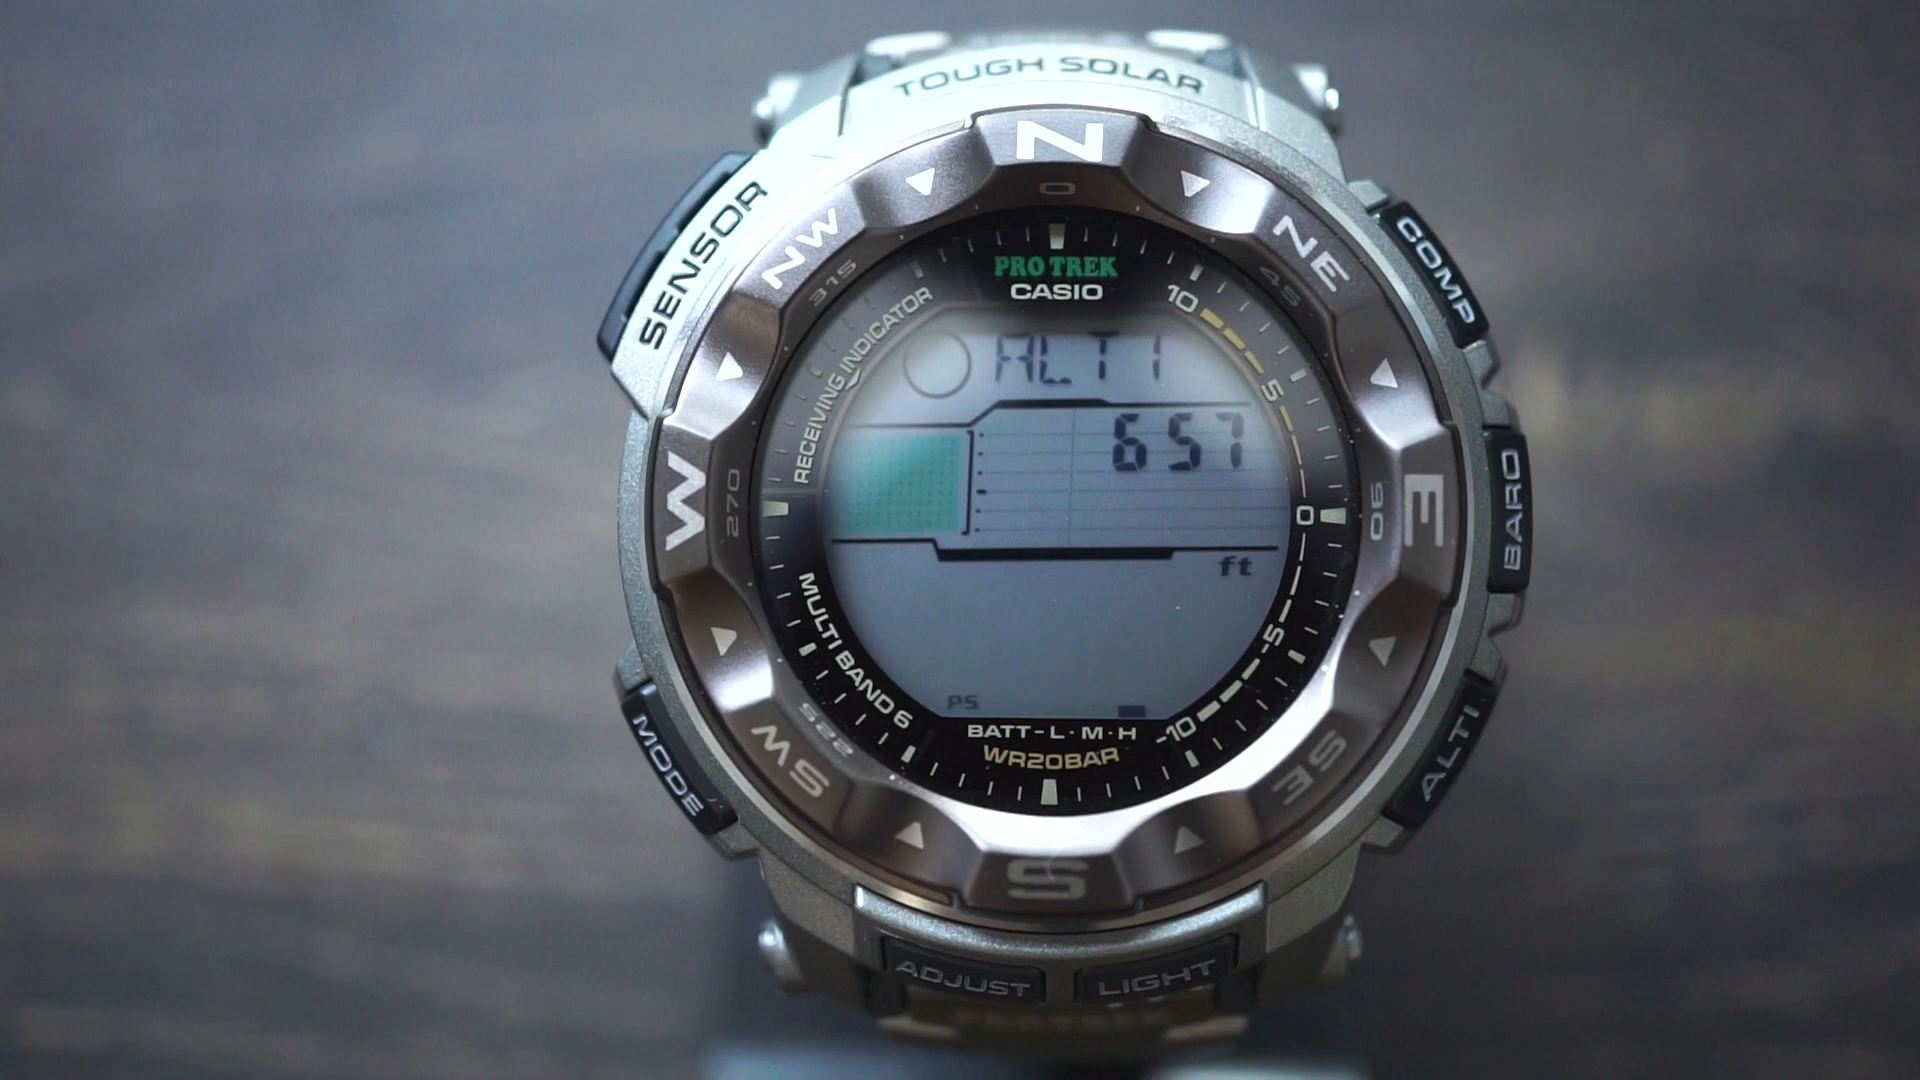 TOUGH SOLAR
SENSOR
COMP
BARO
ALTI
MODE
ADJUST
LIGHT
N
0
NE
45
E
90
SE
S
SW
225
W
270
NW
315
PRO TREK
CASIO
RECEIVING INDICATOR
MULTI BAND 6
10
5
0
-5
-10
ALTI
657
ft
PS
BATT-L·M·H
WR20BAR